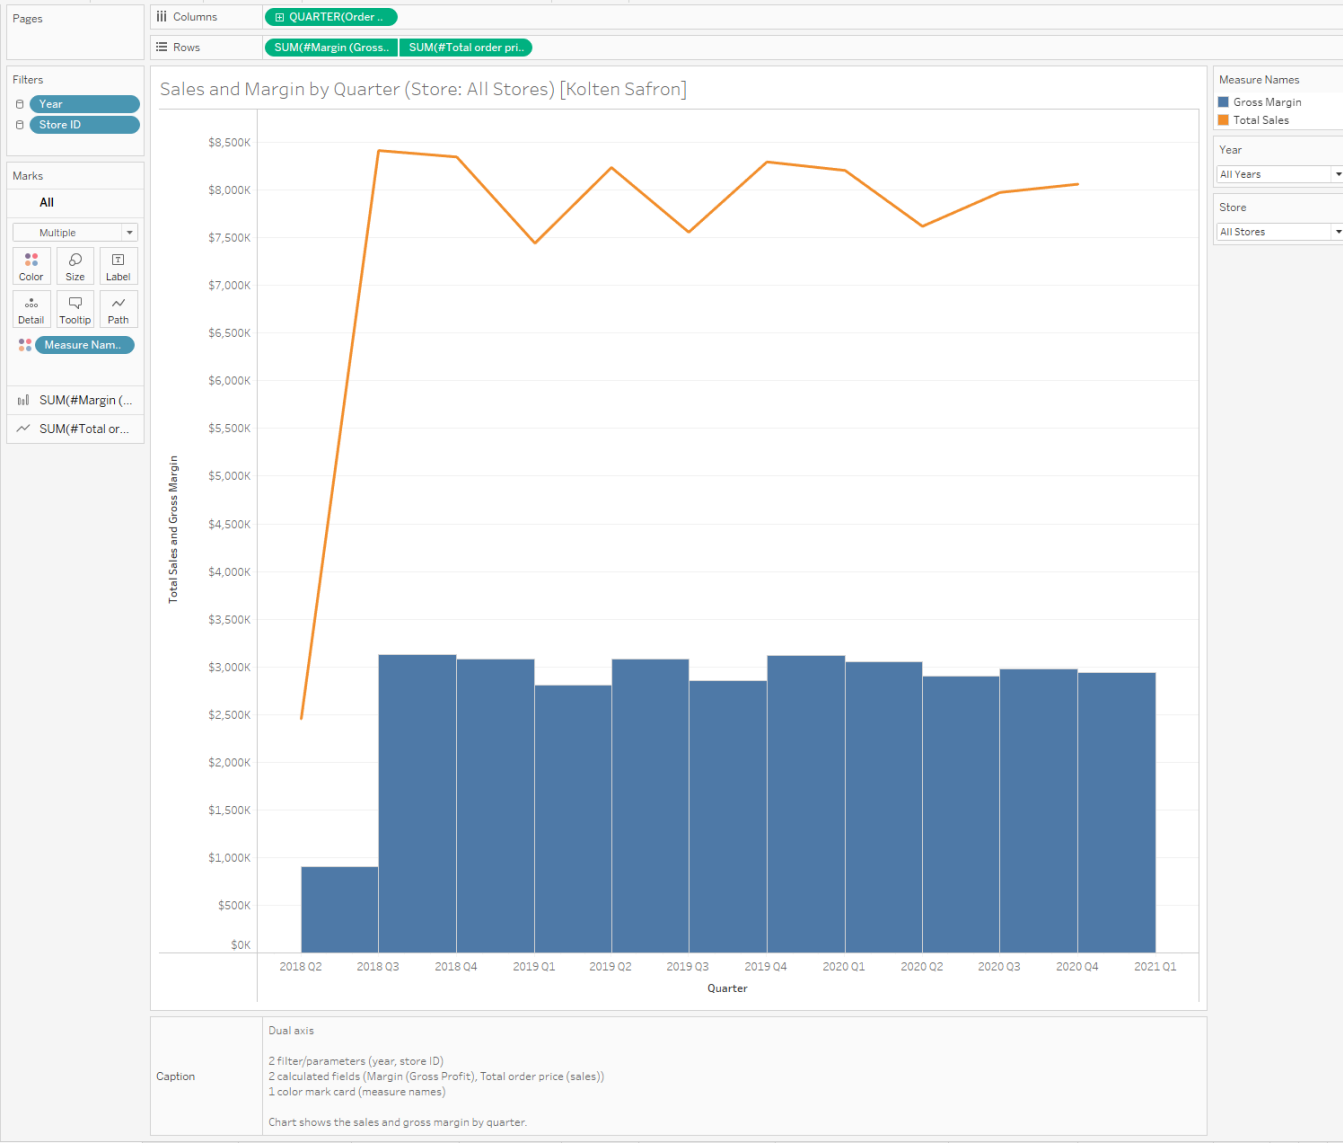 Pages
Columns
QUARTER(Order ..
Rows
SUM(#Margin (Gross..
SUM(#Total order pri..
Filters
Year
Store ID
Marks
All
Multiple
Color
Size
Label
Detail
Tooltip
Path
Measure Nam..
SUM(#Margin (...
SUM(#Total or...
Sales and Margin by Quarter (Store: All Stores) [Kolten Safron]
Total Sales and Gross Margin
$8,500K
$8,000K
$7,500K
$7,000K
$6,500K
$6,000K
$5,500K
$5,000K
$4,500K
$4,000K
$3,500K
$3,000K
$2,500K
$2,000K
$1,500K
$1,000K
$500K
$0K
2018 Q2 2018 Q3 2018 Q4 2019 Q1 2019 Q2 2019 Q3 2019 Q4 2020 Q1 2020 Q2 2020 Q3 2020 Q4 2021 Q1
Quarter
Measure Names
Gross Margin
Total Sales
Year
All Years
Store
All Stores
Caption
Dual axis
2 filter/parameters (year, store ID)
2 calculated fields (Margin (Gross Profit), Total order price (sales))
1 color mark card (measure names)
Chart shows the sales and gross margin by quarter.